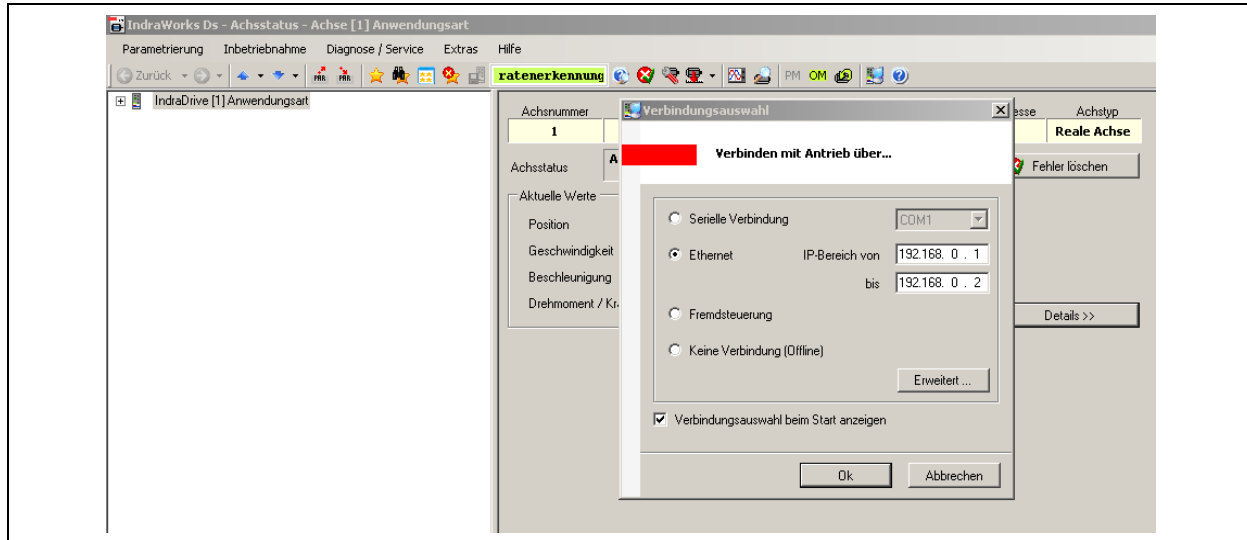 IndraWorks Ds - Achsstatus - Achse [1] Anwendungsart
Parametrierung Inbetriebnahme Diagnose / Service Extras Hilfe
Zurück PAR PAR ratenerkennung PM OM
IndraDrive [1] Anwendungsart
Achsnummer
1
esse Achstyp
Reale Achse
Achsstatus A
Fehler löschen
Aktuelle Werte
Position
Geschwindigkeit
Beschleunigung
Drehmoment / Kr
Details >>
Verbindungsauswahl
Verbinden mit Antrieb über...
Serielle Verbindung COM1
Ethernet IP-Bereich von 192.168. 0 . 1
bis 192.168. 0 . 2
Fremdsteuerung
Keine Verbindung (Offline)
Erweitert ...
Verbindungsauswahl beim Start anzeigen
Ok Abbrechen